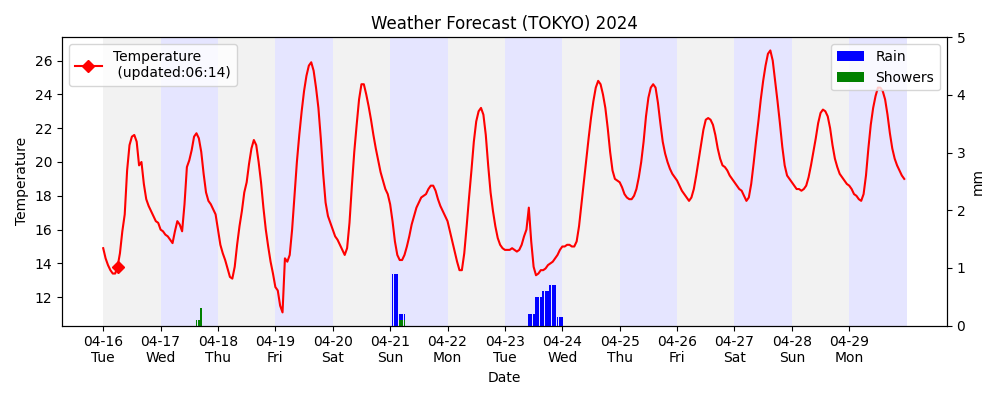 Weather Forecast (TOKYO) 2024
Temperature
(updated:06:14)
Rain
Showers
Temperature
26
24
22
20
18
16
14
12
5
4
3
2
1
0
mm
04-16 04-17 04-18 04-19 04-20 04-21 04-22 04-23 04-24 04-25 04-26 04-27 04-28 04-29
Tue Wed Thu Fri Sat Sun Mon Tue Wed Thu Fri Sat Sun Mon
Date